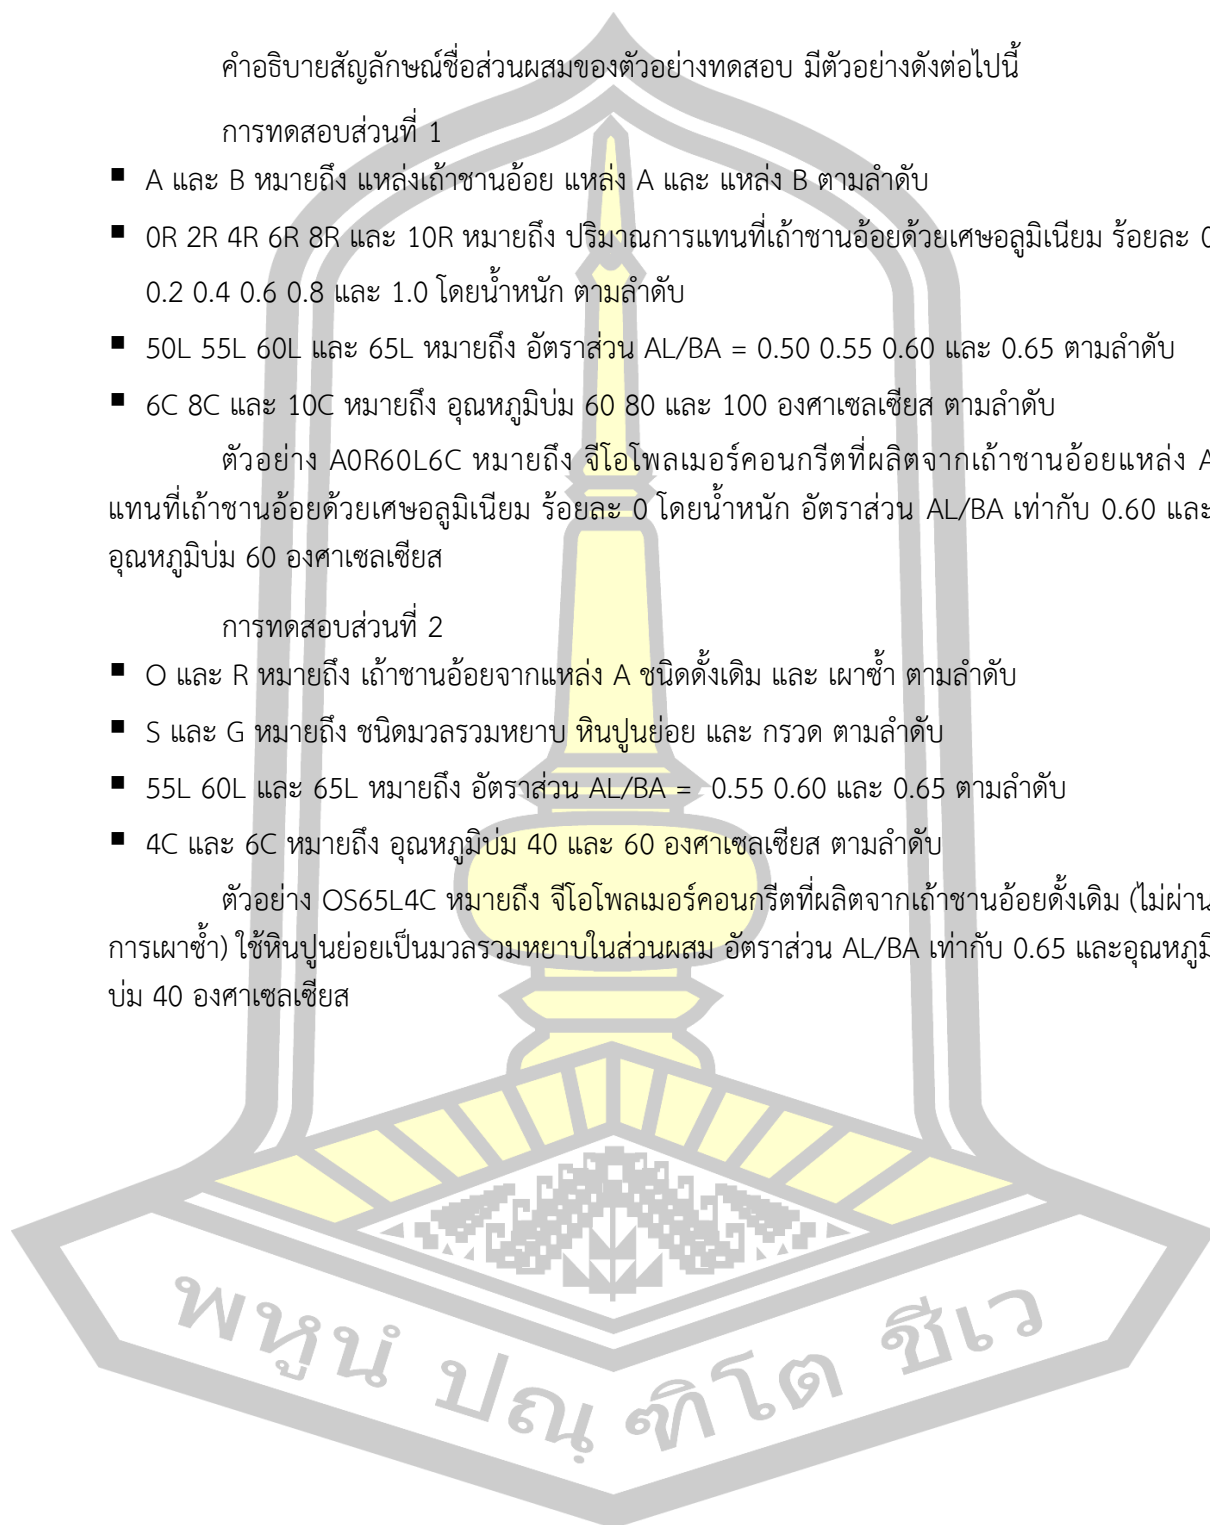 คำอธิบายสัญลักษณ์ชื่อส่วนผสมของตัวอย่างทดสอบ มีตัวอย่างดังต่อไปนี้
การทดสอบส่วนที่ 1
▪ A และ B หมายถึง แหล่งเถ้าชานอ้อย แหล่ง A และ แหล่ง B ตามลำดับ
▪ 0R 2R 4R 6R 8R และ 10R หมายถึง ปริมาณการแทนที่เถ้าชานอ้อยด้วยเศษอลูมิเนียม ร้อยละ 0
0.2 0.4 0.6 0.8 และ 1.0 โดยน้ำหนัก ตามลำดับ
▪ 50L 55L 60L และ 65L หมายถึง อัตราส่วน AL/BA = 0.50 0.55 0.60 และ 0.65 ตามลำดับ
▪ 6C 8C และ 10C หมายถึง อุณหภูมิบ่ม 60 80 และ 100 องศาเซลเซียส ตามลำดับ
ตัวอย่าง A0R60L6C หมายถึง จีโอโพลเมอร์คอนกรีตที่ผลิตจากเถ้าชานอ้อยแหล่ง A
แทนที่เถ้าชานอ้อยด้วยเศษอลูมิเนียม ร้อยละ 0 โดยน้ำหนัก อัตราส่วน AL/BA เท่ากับ 0.60 และ
อุณหภูมิบ่ม 60 องศาเซลเซียส
การทดสอบส่วนที่ 2
▪ O และ R หมายถึง เถ้าชานอ้อยจากแหล่ง A ชนิดดั้งเดิม และ เผาซ้ำ ตามลำดับ
▪ S และ G หมายถึง ชนิดมวลรวมหยาบ หินปูนย่อย และ กรวด ตามลำดับ
▪ 55L 60L และ 65L หมายถึง อัตราส่วน AL/BA = 0.55 0.60 และ 0.65 ตามลำดับ
▪ 4C และ 6C หมายถึง อุณหภูมิบ่ม 40 และ 60 องศาเซลเซียส ตามลำดับ
ตัวอย่าง OS65L4C หมายถึง จีโอโพลเมอร์คอนกรีตที่ผลิตจากเถ้าชานอ้อยดั้งเดิม (ไม่ผ่าน
การเผาซ้ำ) ใช้หินปูนย่อยเป็นมวลรวมหยาบในส่วนผสม อัตราส่วน AL/BA เท่ากับ 0.65 และอุณหภูมิ
บ่ม 40 องศาเซลเซียส
พหูนํ ปณฺฑิโต ชีเว